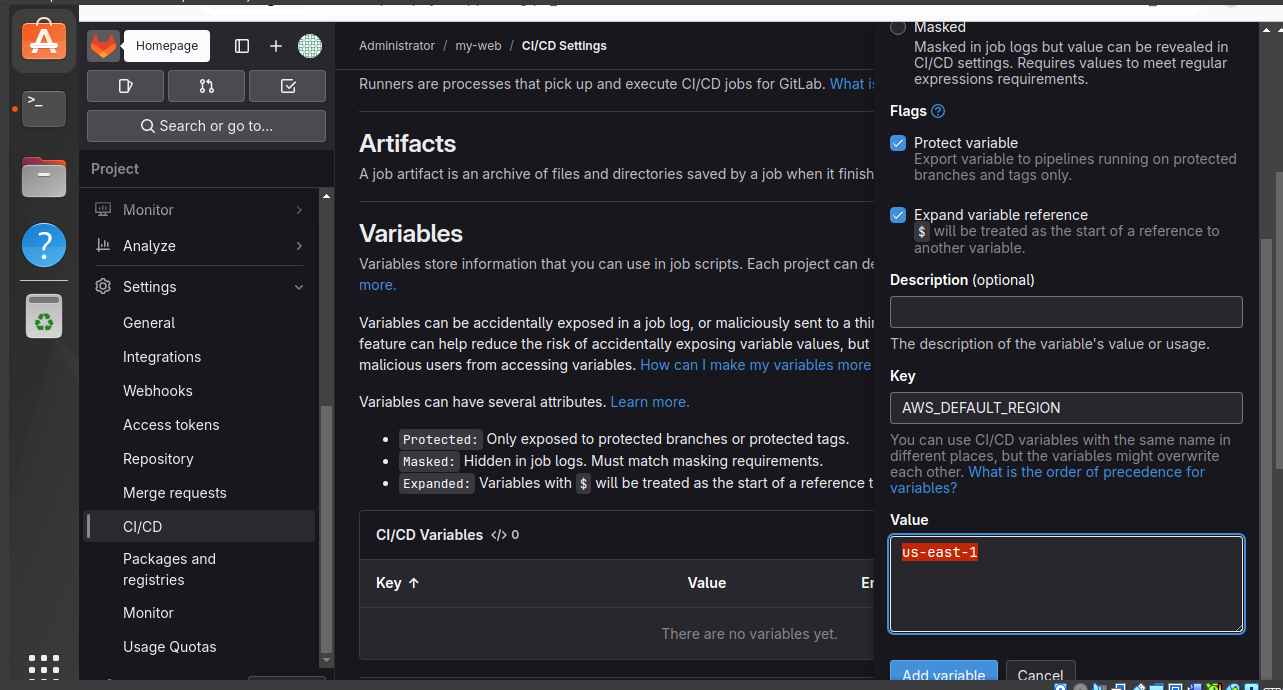 Homepage
Search or go to...
Project
Monitor
Analyze
Settings
General
Integrations
Webhooks
Access tokens
Repository
Merge requests
CI/CD
Packages and
registries
Monitor
Usage Quotas
Administrator / my-web / CI/CD Settings
Runners are processes that pick up and execute CI/CD jobs for GitLab. What is
Artifacts
A job artifact is an archive of files and directories saved by a job when it finish
Variables
Variables store information that you can use in job scripts. Each project can de
more.
Variables can be accidentally exposed in a job log, or maliciously sent to a thir
feature can help reduce the risk of accidentally exposing variable values, but
malicious users from accessing variables. How can I make my variables more
Variables can have several attributes. Learn more.
Protected: Only exposed to protected branches or protected tags.
Masked: Hidden in job logs. Must match masking requirements.
Expanded: Variables with $ will be treated as the start of a reference t
CI/CD Variables </> 0
Key ↑ Value En
There are no variables yet.
Masked
Masked in job logs but value can be revealed in
CI/CD settings. Requires values to meet regular
expressions requirements.
Flags
Protect variable
Export variable to pipelines running on protected
branches and tags only.
Expand variable reference
$ will be treated as the start of a reference to
another variable.
Description (optional)
The description of the variable's value or usage.
Key
AWS_DEFAULT_REGION
You can use CI/CD variables with the same name in
different places, but the variables might overwrite
each other. What is the order of precedence for
variables?
Value
us-east-1
Add variable
Cancel